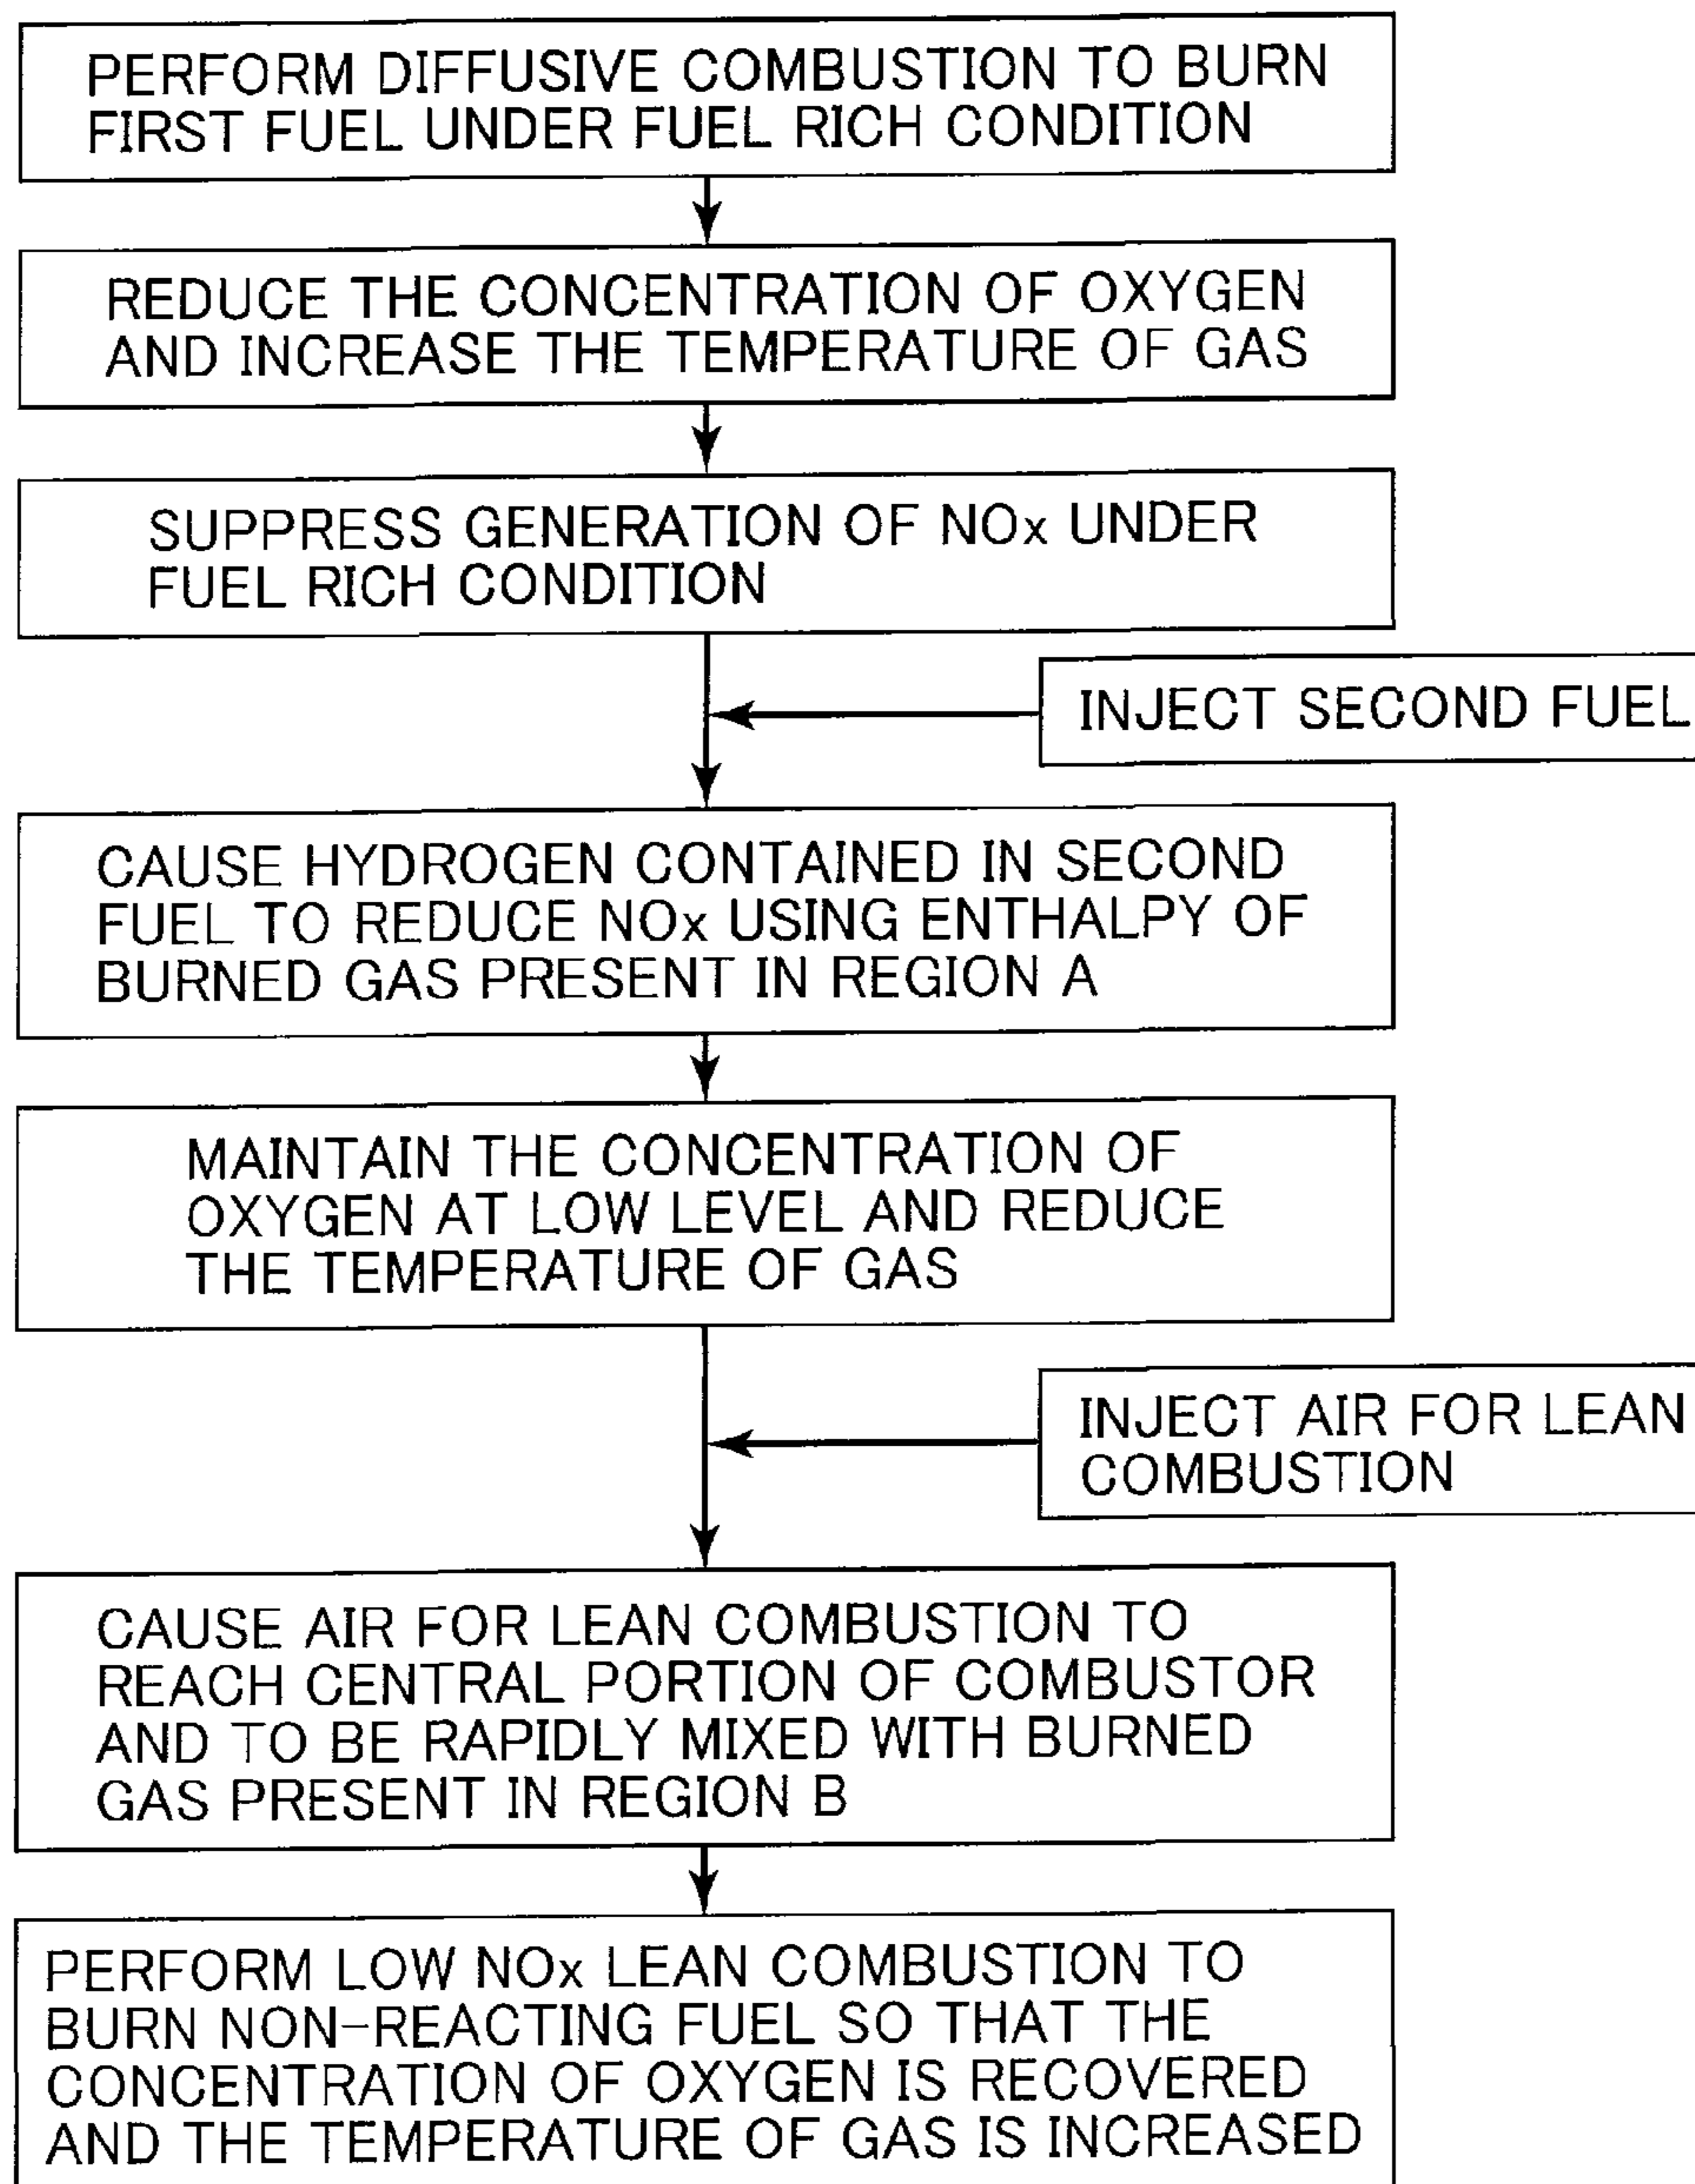 PERFORM DIFFUSIVE COMBUSTION TO BURN
FIRST FUEL UNDER FUEL RICH CONDITION
REDUCE THE CONCENTRATION OF OXYGEN
AND INCREASE THE TEMPERATURE OF GAS
SUPPRESS GENERATION OF NOx UNDER
FUEL RICH CONDITION
INJECT SECOND FUEL
CAUSE HYDROGEN CONTAINED IN SECOND
FUEL TO REDUCE NOx USING ENTHALPY OF
BURNED GAS PRESENT IN REGION A
MAINTAIN THE CONCENTRATION OF
OXYGEN AT LOW LEVEL AND REDUCE
THE TEMPERATURE OF GAS
INJECT AIR FOR LEAN
COMBUSTION
CAUSE AIR FOR LEAN COMBUSTION TO
REACH CENTRAL PORTION OF COMBUSTOR
AND TO BE RAPIDLY MIXED WITH BURNED
GAS PRESENT IN REGION B
PERFORM LOW NOx LEAN COMBUSTION TO
BURN NON-REACTING FUEL SO THAT THE
CONCENTRATION OF OXYGEN IS RECOVERED
AND THE TEMPERATURE OF GAS IS INCREASED